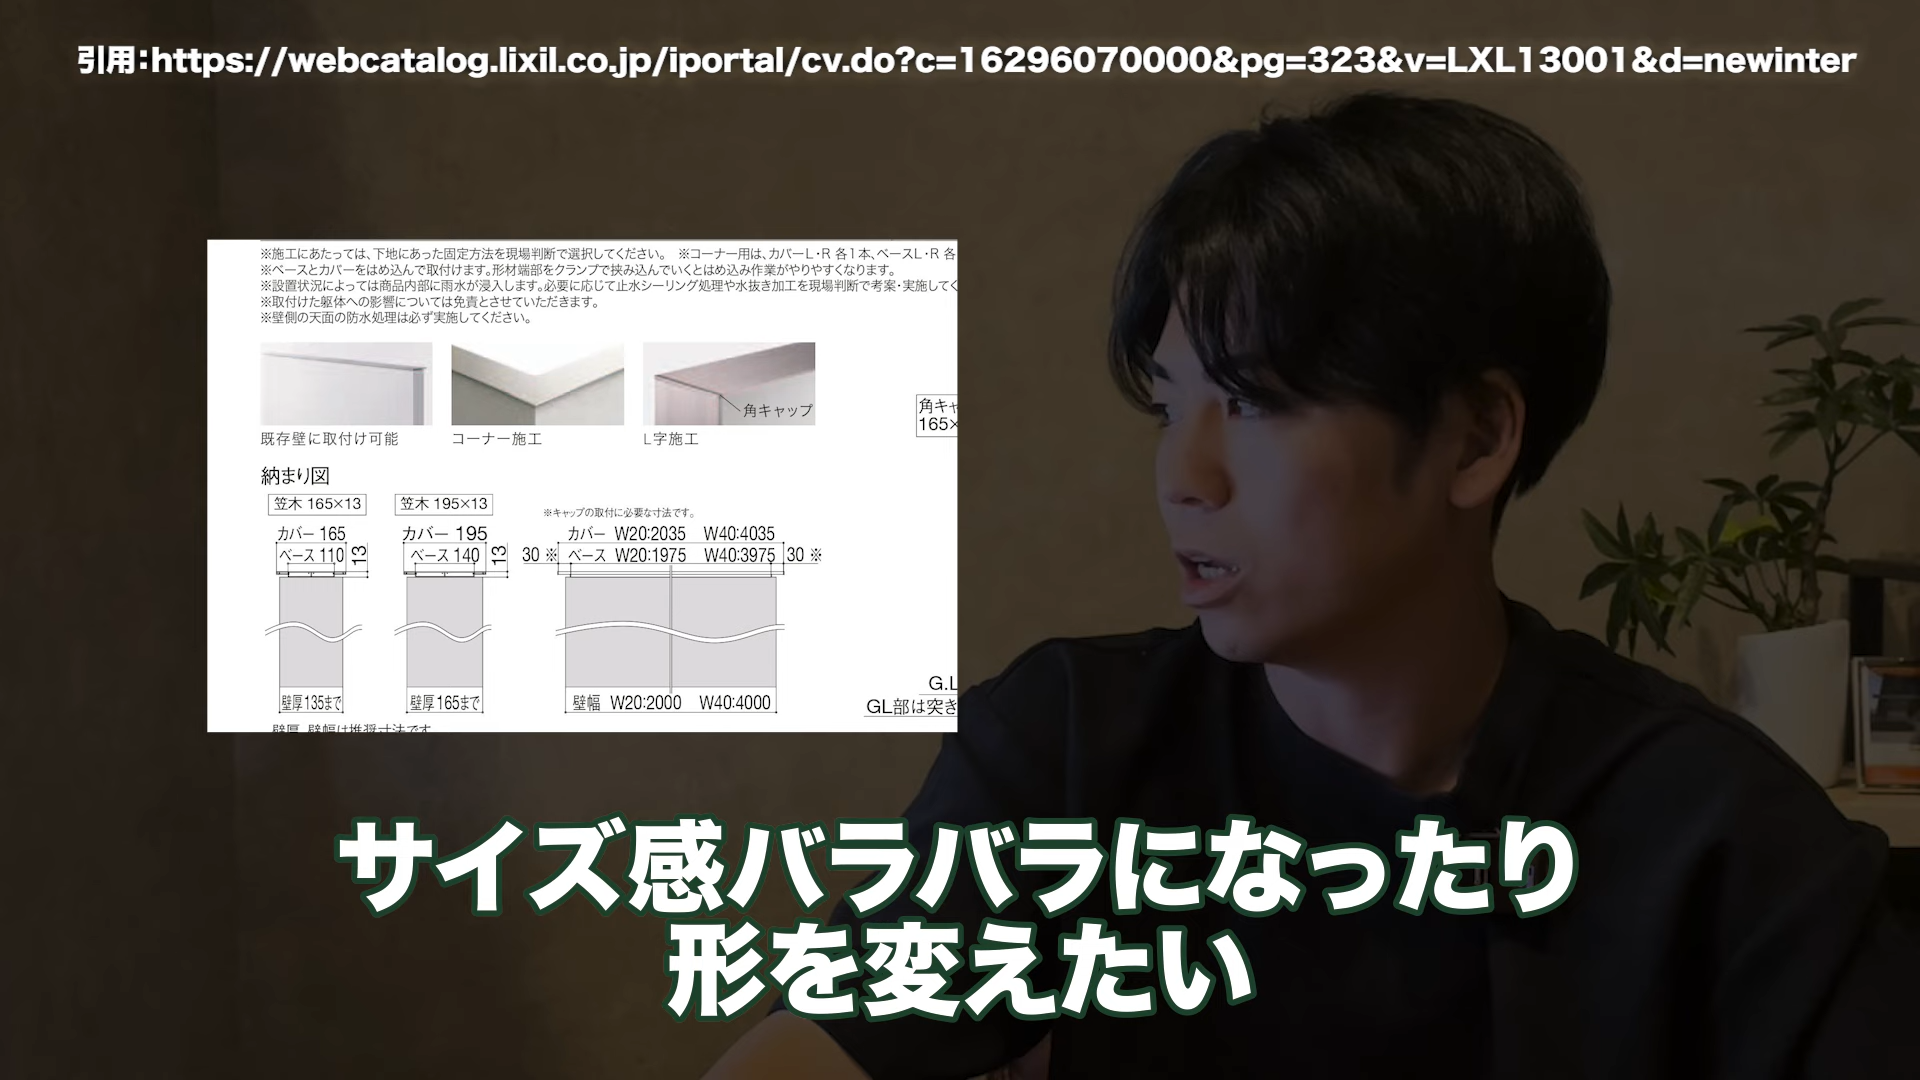 引用:https://webcatalog.lixil.co.jp/iportal/cv.do?c=16296070000&pg=323&v=LXL13001&d=newinter
※施工にあたっては、下地にあった固定方法を現場判断で選択してください。 ※コーナー用は、カバーL・R 各1本、ベースL・R 各
※ベースとカバーをはめ込んで取付けます。形材端部をクランプで挟み込んでいくとはめ込み作業がやりやすくなります。
※設置状況によっては商品内部に雨水が浸入します。必要に応じて止水シーリング処理や水抜き加工を現場判断で考案・実施してく
※取付けた躯体への影響については免責とさせていただきます。
※壁側の天面の防水処理は必ず実施してください。
角キャップ
既存壁に取付け可能 コーナー施工 L字施工
角キャ
165×
納まり図
笠木 165×13 笠木 195×13
※キャップの取付に必要な寸法です。
カバー 165 カバー 195 カバー W20:2035 W40:4035
ベース 110 13 ベース 140 13 30 ※ ベース W20:1975 W40:3975 30 ※
G.L
壁厚135まで 壁厚165まで 壁幅 W20:2000 W40:4000 GL部は突き
壁厚、壁幅は推奨寸法です。
サイズ感バラバラになったり
形を変えたい